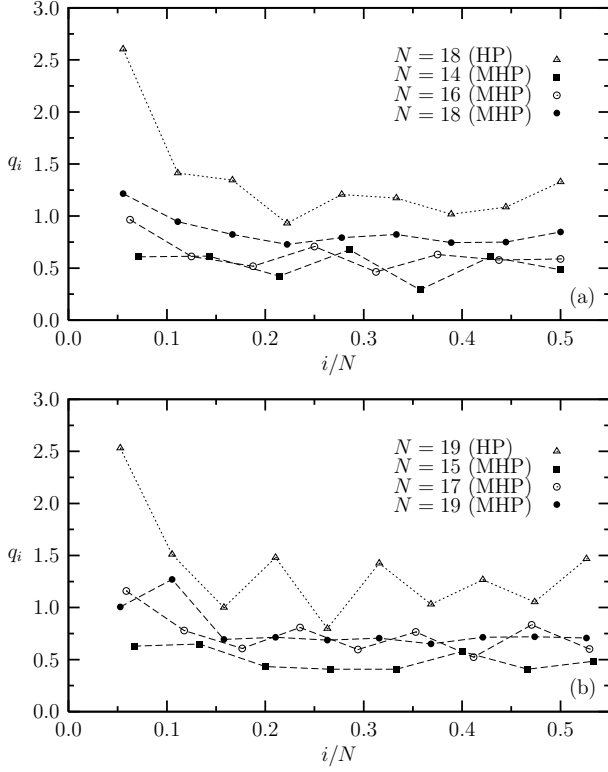 3.0
2.5
2.0
1.5
1.0
0.5
0.0
q_i
N = 18 (HP)
N = 14 (MHP)
N = 16 (MHP)
N = 18 (MHP)
(a)
0.0 0.1 0.2 0.3 0.4 0.5
i/N
3.0
2.5
2.0
1.5
1.0
0.5
0.0
q_i
N = 19 (HP)
N = 15 (MHP)
N = 17 (MHP)
N = 19 (MHP)
(b)
0.0 0.1 0.2 0.3 0.4 0.5
i/N